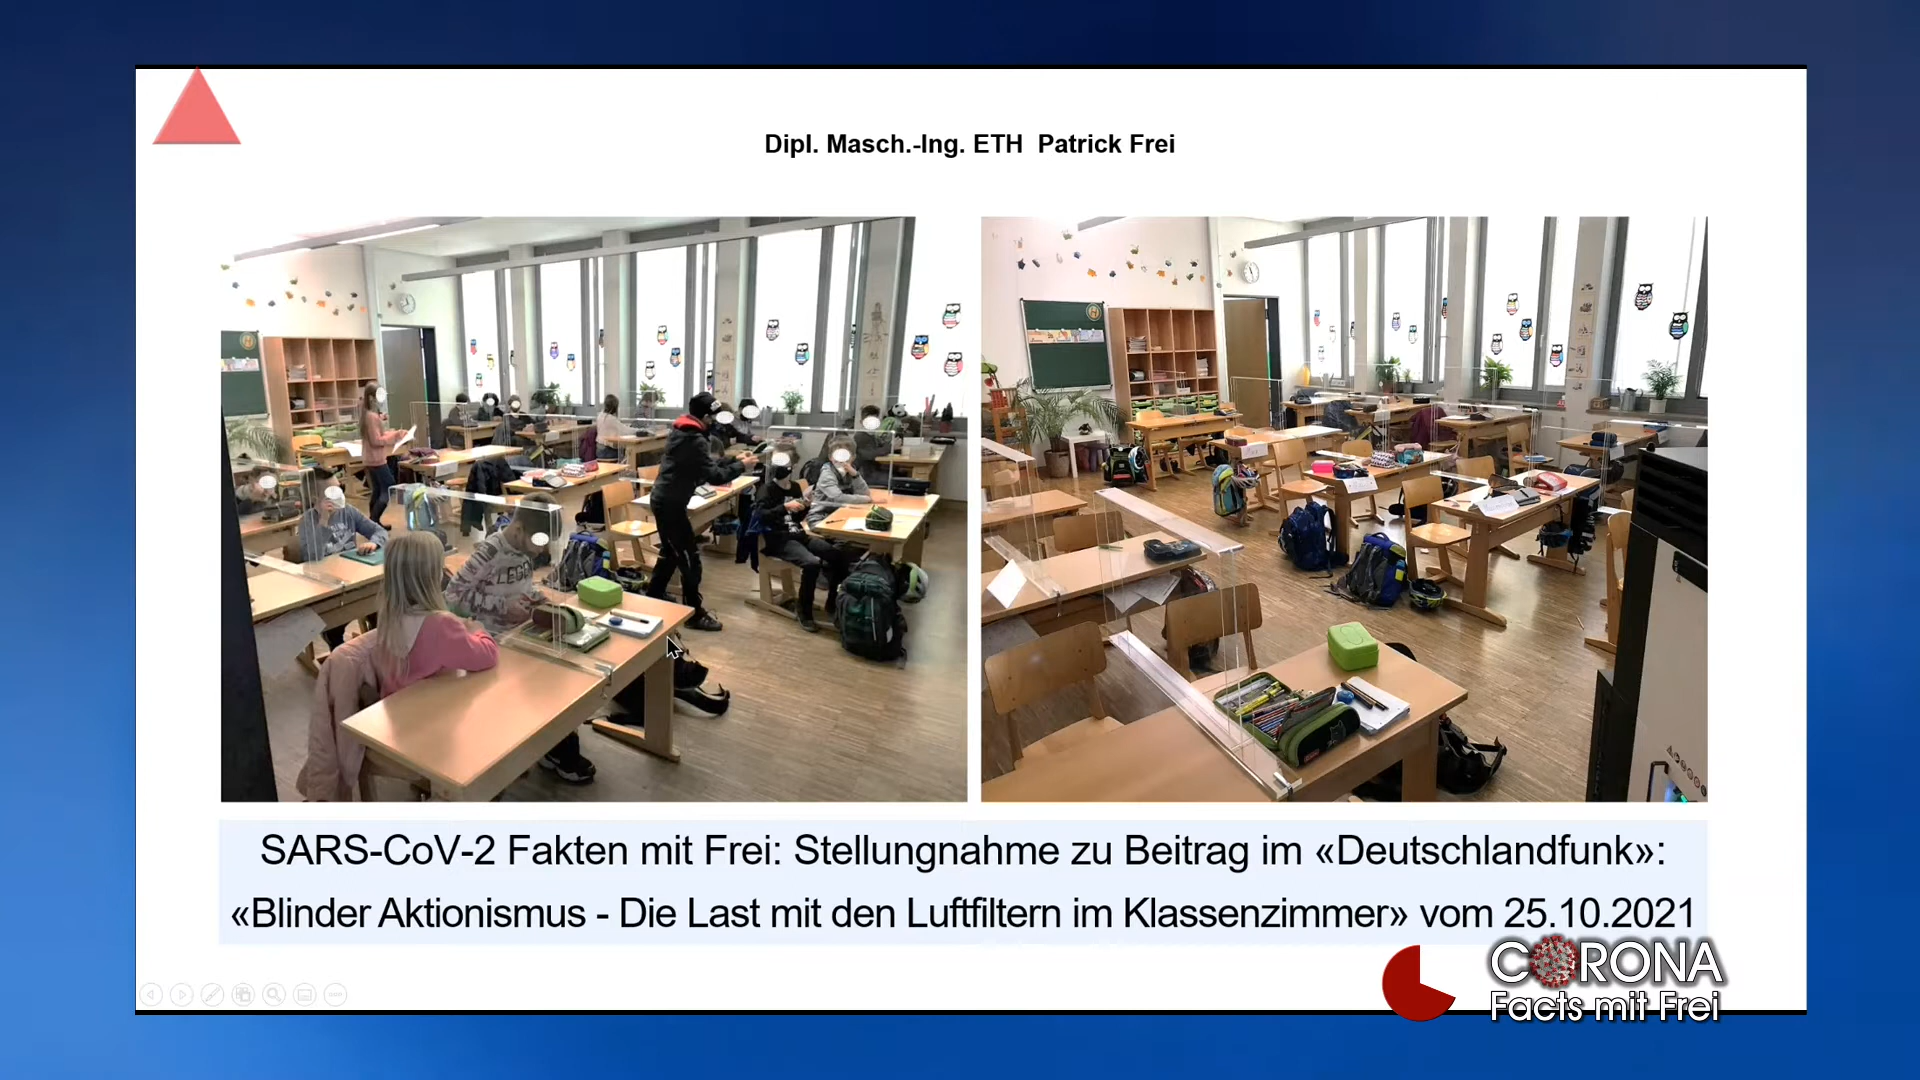 Dipl. Masch.-Ing. ETH Patrick Frei
LEGEN
SARS-CoV-2 Fakten mit Frei: Stellungnahme zu Beitrag im «Deutschlandfunk»:
«Blinder Aktionismus - Die Last mit den Luftfiltern im Klassenzimmer» vom 25.10.2021
CORONA
Facts mit Frei